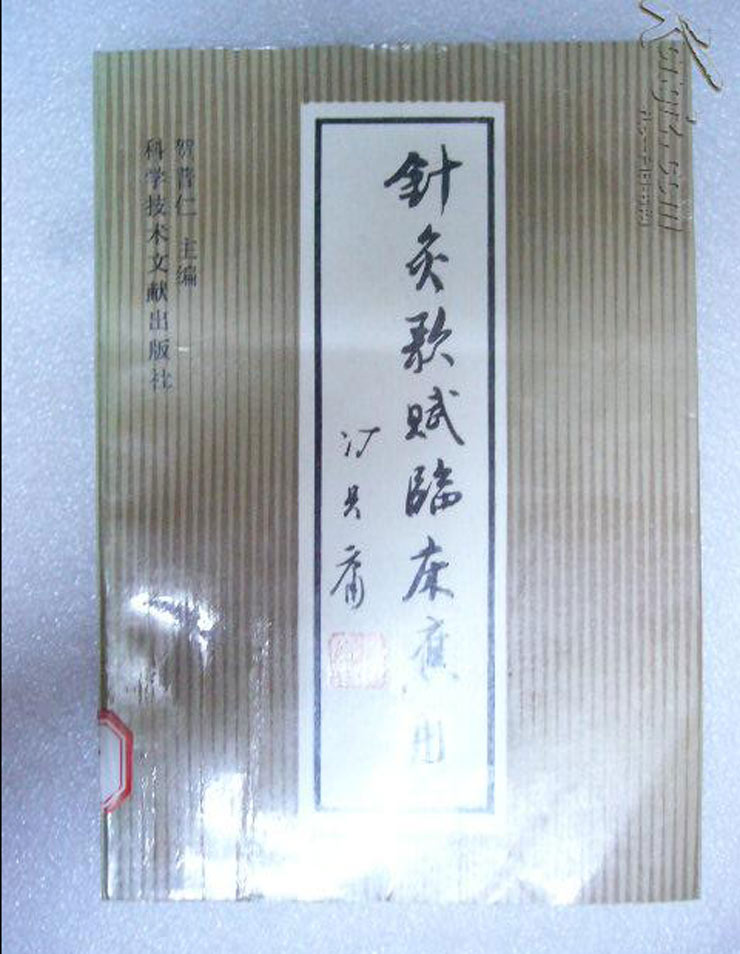 針灸歌賦臨床應用
贺普仁 主编
科学技术文献出版社